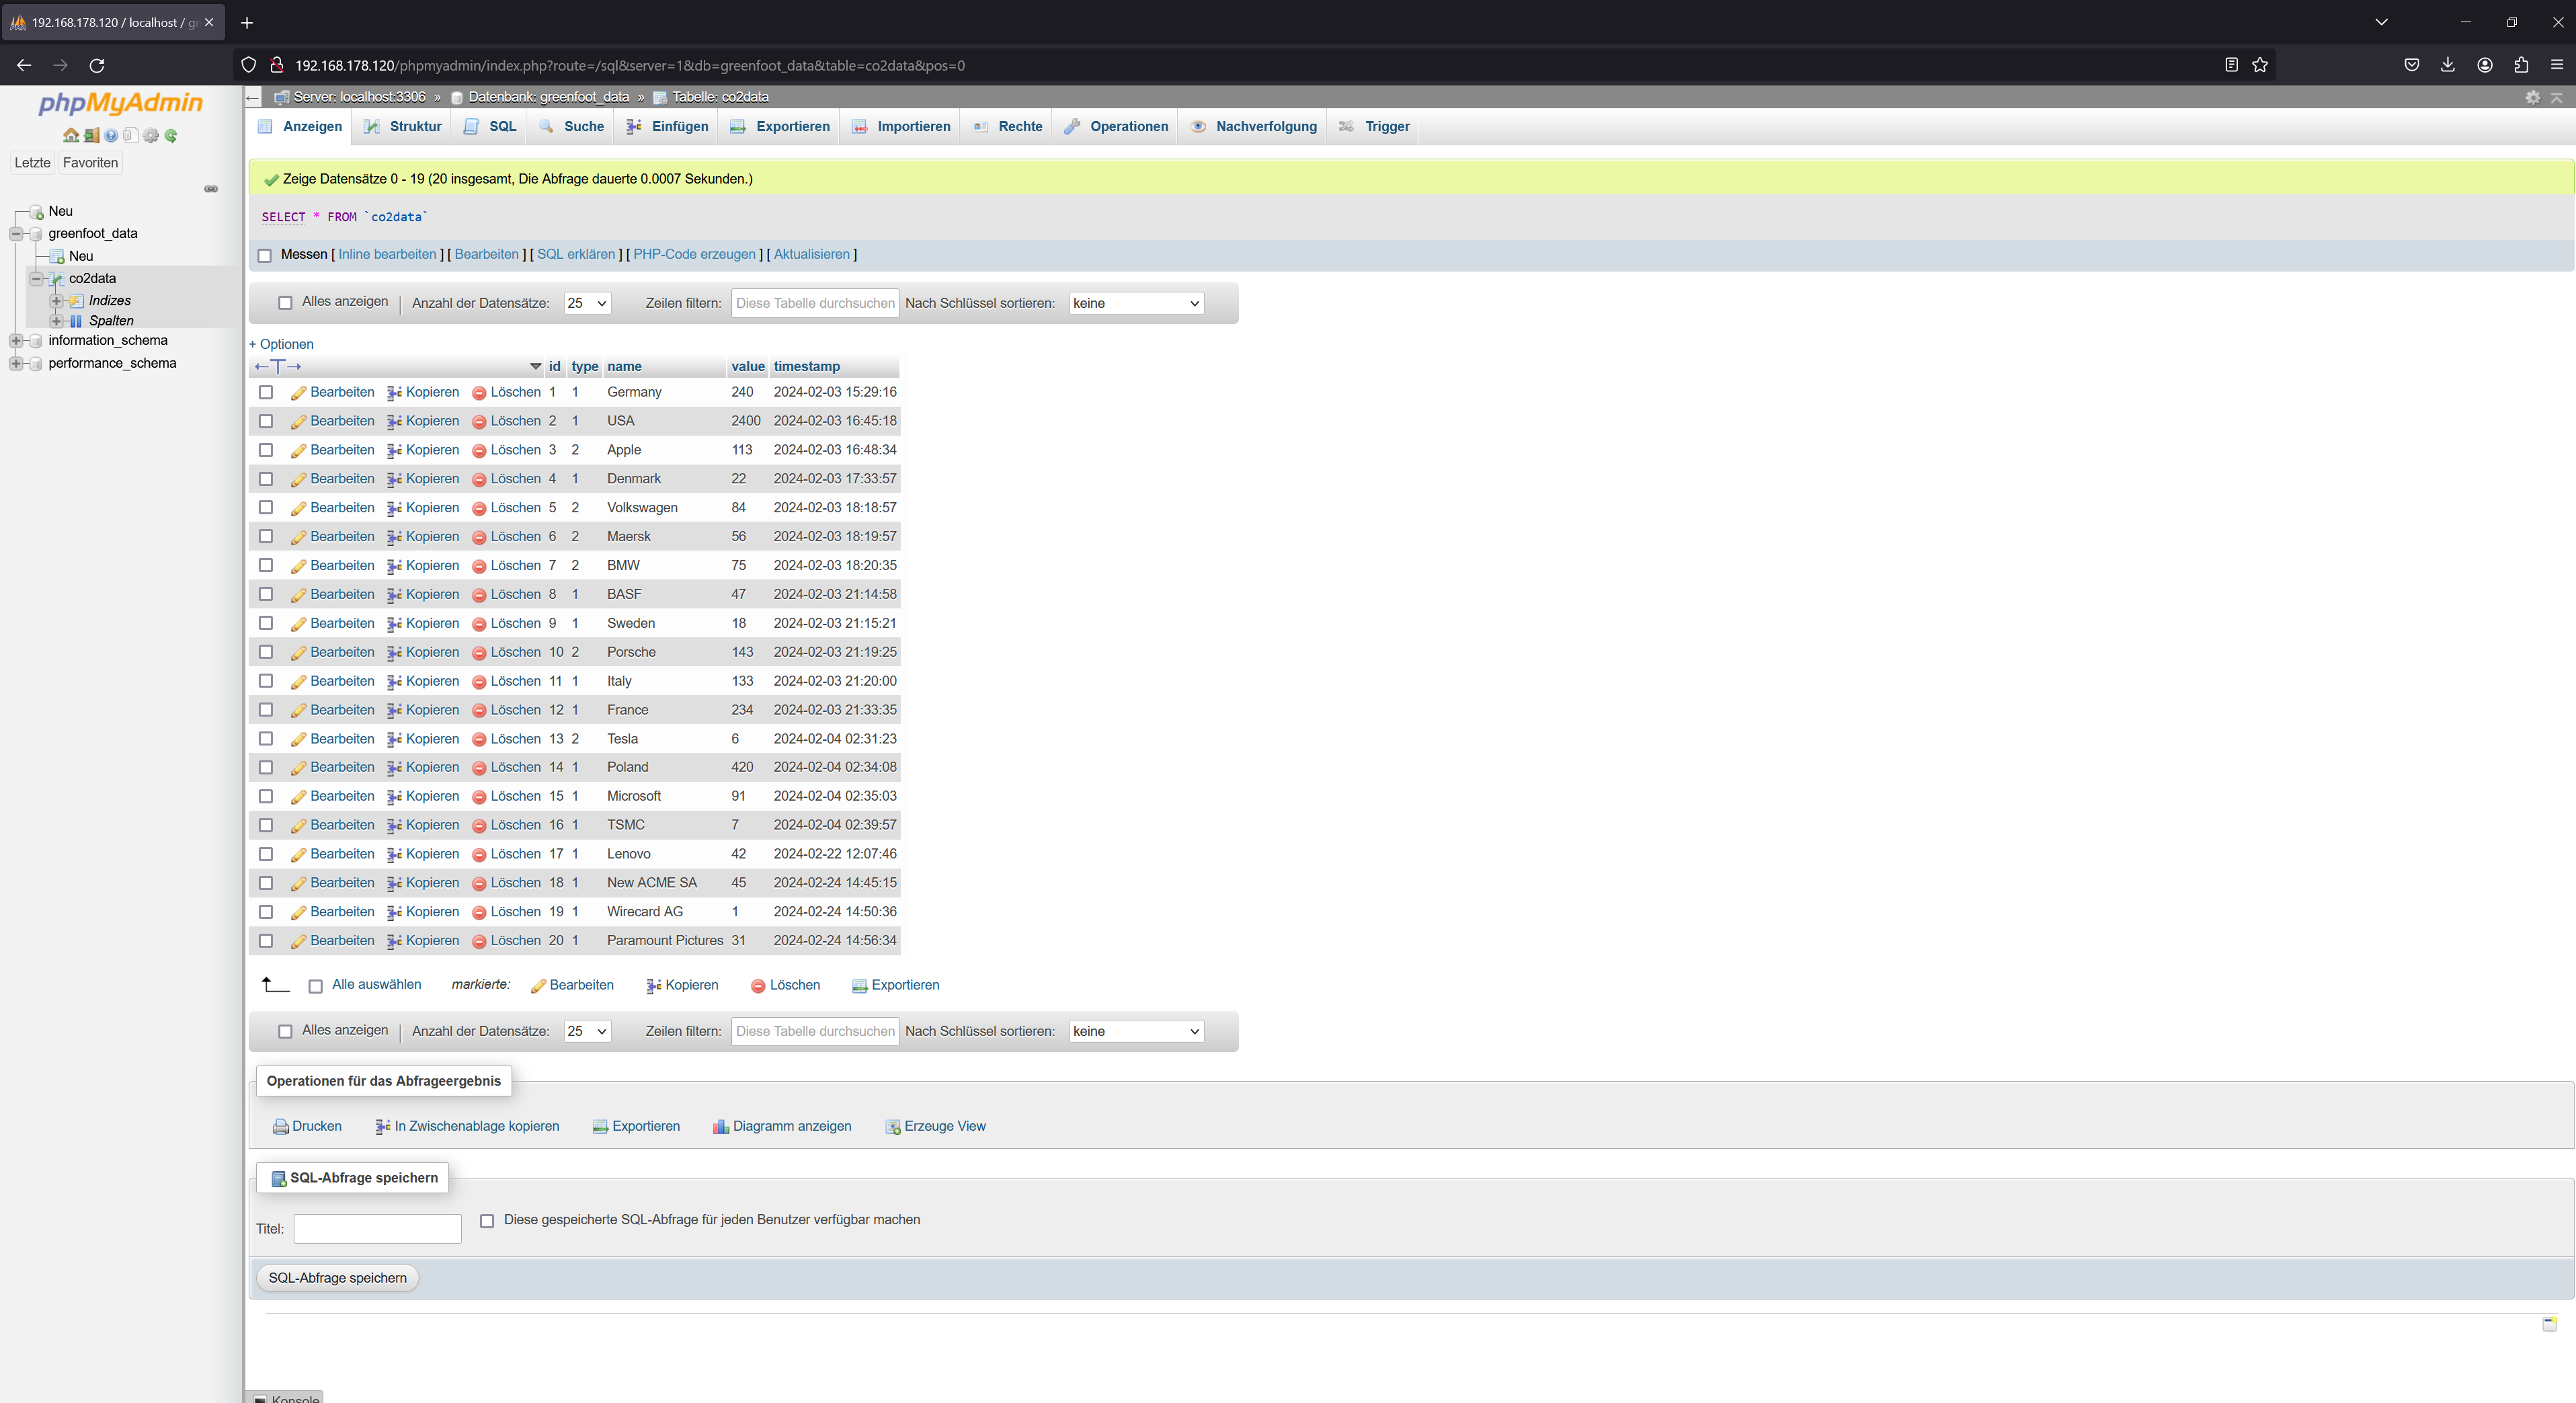 192.168.178.120 / localhost / gr
192.168.178.120/phpmyadmin/index.php?route=/sql&server=1&db=greenfoot_data&table=co2data&pos=0
phpMyAdmin
Letzte Favoriten
Neu
greenfoot_data
Neu
co2data
Indizes
Spalten
information_schema
performance_schema
Server: localhost:3306 » Datenbank: greenfoot_data » Tabelle: co2data
Anzeigen Struktur SQL Suche Einfügen Exportieren Importieren Rechte Operationen Nachverfolgung Trigger
Zeige Datensätze 0 - 19 (20 insgesamt, Die Abfrage dauerte 0.0007 Sekunden.)
SELECT * FROM `co2data`
Messen [ Inline bearbeiten ] [ Bearbeiten ] [ SQL erklären ] [ PHP-Code erzeugen ] [ Aktualisieren ]
Alles anzeigen | Anzahl der Datensätze: 25 Zeilen filtern: Diese Tabelle durchsuchen Nach Schlüssel sortieren: keine
+ Optionen
←T→ id type name value timestamp
Bearbeiten Kopieren Löschen 1 1 Germany 240 2024-02-03 15:29:16
Bearbeiten Kopieren Löschen 2 1 USA 2400 2024-02-03 16:45:18
Bearbeiten Kopieren Löschen 3 2 Apple 113 2024-02-03 16:48:34
Bearbeiten Kopieren Löschen 4 1 Denmark 22 2024-02-03 17:33:57
Bearbeiten Kopieren Löschen 5 2 Volkswagen 84 2024-02-03 18:18:57
Bearbeiten Kopieren Löschen 6 2 Maersk 56 2024-02-03 18:19:57
Bearbeiten Kopieren Löschen 7 2 BMW 75 2024-02-03 18:20:35
Bearbeiten Kopieren Löschen 8 1 BASF 47 2024-02-03 21:14:58
Bearbeiten Kopieren Löschen 9 1 Sweden 18 2024-02-03 21:15:21
Bearbeiten Kopieren Löschen 10 2 Porsche 143 2024-02-03 21:19:25
Bearbeiten Kopieren Löschen 11 1 Italy 133 2024-02-03 21:20:00
Bearbeiten Kopieren Löschen 12 1 France 234 2024-02-03 21:33:35
Bearbeiten Kopieren Löschen 13 2 Tesla 6 2024-02-04 02:31:23
Bearbeiten Kopieren Löschen 14 1 Poland 420 2024-02-04 02:34:08
Bearbeiten Kopieren Löschen 15 1 Microsoft 91 2024-02-04 02:35:03
Bearbeiten Kopieren Löschen 16 1 TSMC 7 2024-02-04 02:39:57
Bearbeiten Kopieren Löschen 17 1 Lenovo 42 2024-02-22 12:07:46
Bearbeiten Kopieren Löschen 18 1 New ACME SA 45 2024-02-24 14:45:15
Bearbeiten Kopieren Löschen 19 1 Wirecard AG 1 2024-02-24 14:50:36
Bearbeiten Kopieren Löschen 20 1 Paramount Pictures 31 2024-02-24 14:56:34
Alle auswählen markierte: Bearbeiten Kopieren Löschen Exportieren
Alles anzeigen | Anzahl der Datensätze: 25 Zeilen filtern: Diese Tabelle durchsuchen Nach Schlüssel sortieren: keine
Operationen für das Abfrageergebnis
Drucken In Zwischenablage kopieren Exportieren Diagramm anzeigen Erzeuge View
SQL-Abfrage speichern
Titel: Diese gespeicherte SQL-Abfrage für jeden Benutzer verfügbar machen
SQL-Abfrage speichern
Konsole